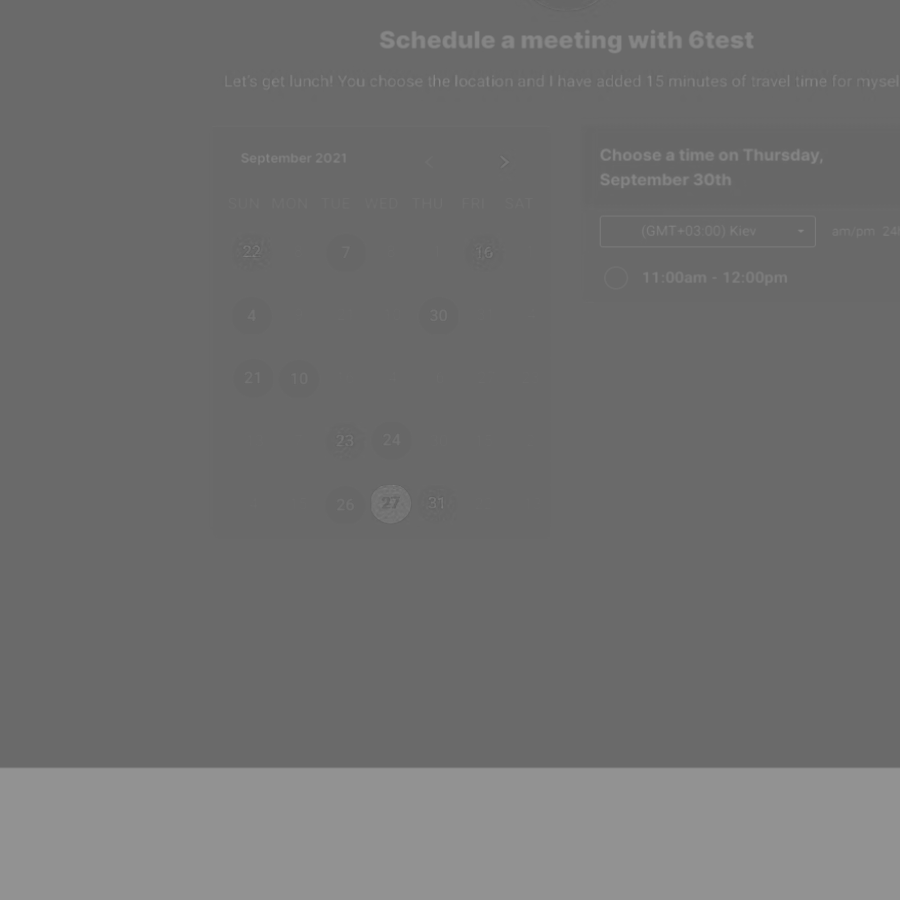 Schedule a meeting with 6test
Let's get lunch! You choose the location and I have added 15 minutes of travel time for mysel
September 2021
SUN MON TUE WED THU FRI SAT
22 7 16
4 30
21 10
23 24
26 27 31
Choose a time on Thursday,
September 30th
(GMT+03:00) Kiev am/pm
11:00am - 12:00pm